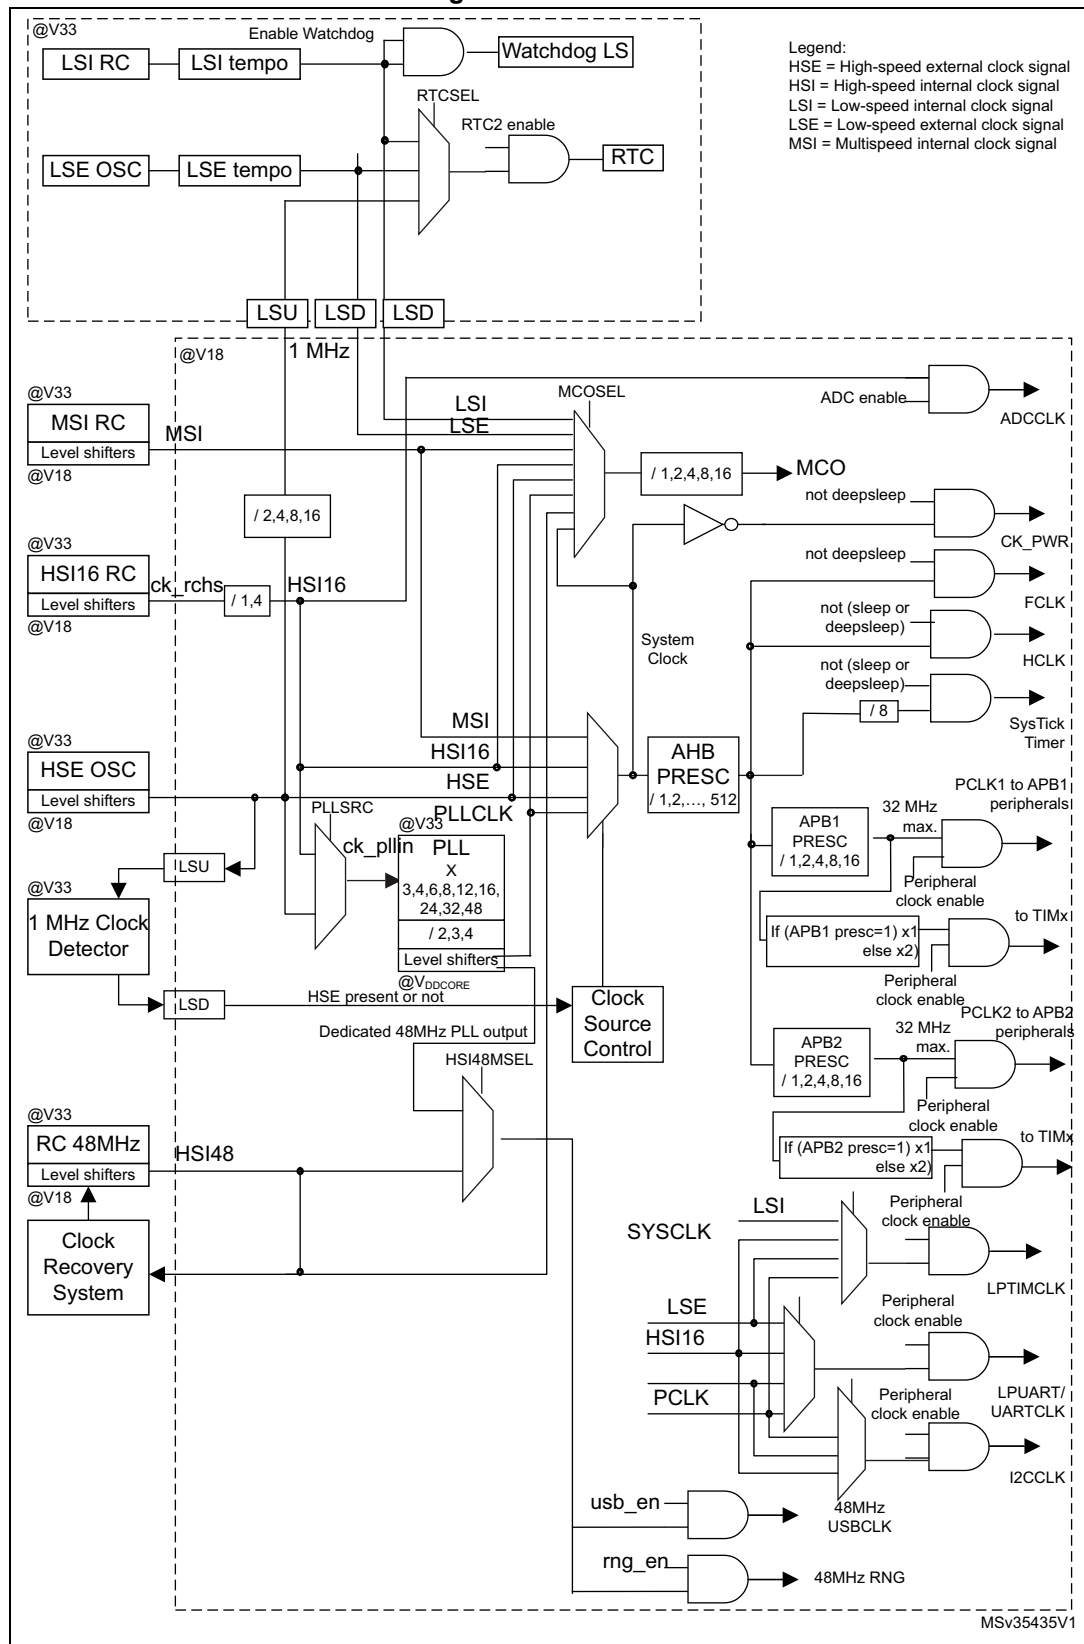 @V33
Enable Watchdog
LSI RC
LSI tempo
Watchdog LS
Legend:
HSE = High-speed external clock signal
HSI = High-speed internal clock signal
LSI = Low-speed internal clock signal
LSE = Low-speed external clock signal
MSI = Multispeed internal clock signal
RTCSEL
RTC2 enable
LSE OSC
LSE tempo
RTC
LSU
LSD
LSD
@V18
1 MHz
@V33
MSI RC
Level shifters
@V18
MSI
LSI
LSE
MCOSEL
ADC enable
ADCCLK
/ 1,2,4,8,16
MCO
/ 2,4,8,16
not deepsleep
CK_PWR
@V33
HSI16 RC
Level shifters
@V18
ck_rchs
/ 1,4
HSI16
not deepsleep
FCLK
System
Clock
not (sleep or
deepsleep)
HCLK
not (sleep or
deepsleep)
/ 8
SysTick
Timer
@V33
HSE OSC
Level shifters
@V18
MSI
HSI16
HSE
PLLCLK
AHB
PRESC
/ 1,2,..., 512
PCLK1 to APB1
peripherals
32 MHz
max.
APB1
PRESC
/ 1,2,4,8,16
Peripheral
clock enable
PLLSRC
ck_pllin
@V33
PLL
X
3,4,6,8,12,16,
24,32,48
/ 2,3,4
Level shifters
@VDDCORE
LSU
@V33
1 MHz Clock
Detector
LSD
HSE present or not
Clock
Source
Control
If (APB1 presc=1) x1
else x2)
to TIMx
Peripheral
clock enable
PCLK2 to APB2
peripherals
32 MHz
max.
APB2
PRESC
/ 1,2,4,8,16
Peripheral
clock enable
Dedicated 48MHz PLL output
HSI48MSEL
If (APB2 presc=1) x1
else x2)
to TIMx
Peripheral
clock enable
@V33
RC 48MHz
Level shifters
@V18
HSI48
Clock
Recovery
System
LSI
SYSCLK
LPTIMCLK
LSE
HSI16
PCLK
Peripheral
clock enable
LPUART/
UARTCLK
Peripheral
clock enable
I2CCLK
usb_en
48MHz
USBCLK
rng_en
48MHz RNG
MSv35435V1